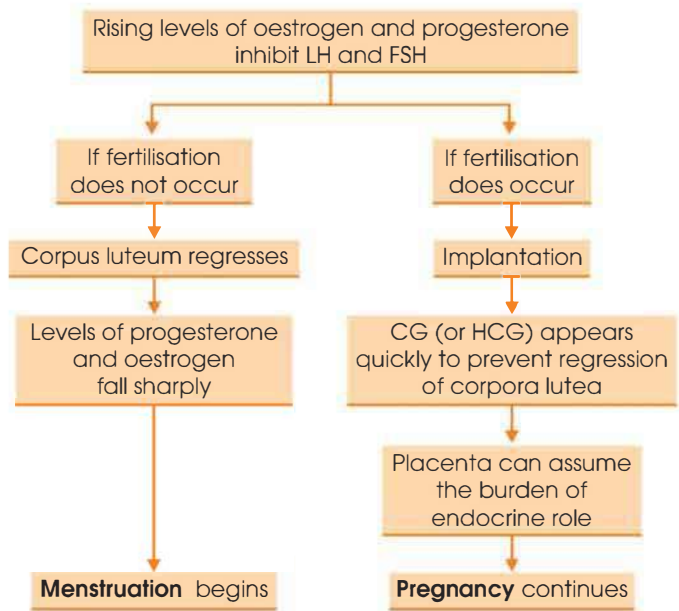 Rising levels of oestrogen and progesterone
inhibit LH and FSH
If fertilisation
does not occur
Corpus luteum regresses
Levels of progesterone
and oestrogen
fall sharply
Menstruation begins
If fertilisation
does occur
Implantation
CG (or HCG) appears
quickly to prevent regression
of corpora lutea
Placenta can assume
the burden of
endocrine role
Pregnancy continues